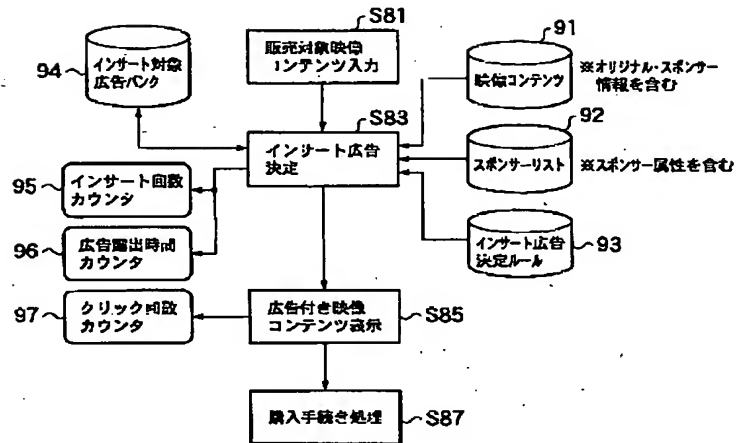 S81
販売対象映像
コンテンツ入力
94
インサート対象
広告バンク
91
映像コンテンツ
※オリジナル・スポンサー
情報を含む
S83
インサート広告
決定
92
スポンサーリスト
※スポンサー属性を含む
95
インサート回数
カウンタ
96
広告露出時間
カウンタ
インサート広告
決定ルール
93
97
クリック回数
カウンタ
広告付き映像
コンテンツ表示
S85
購入手続き処理
S87